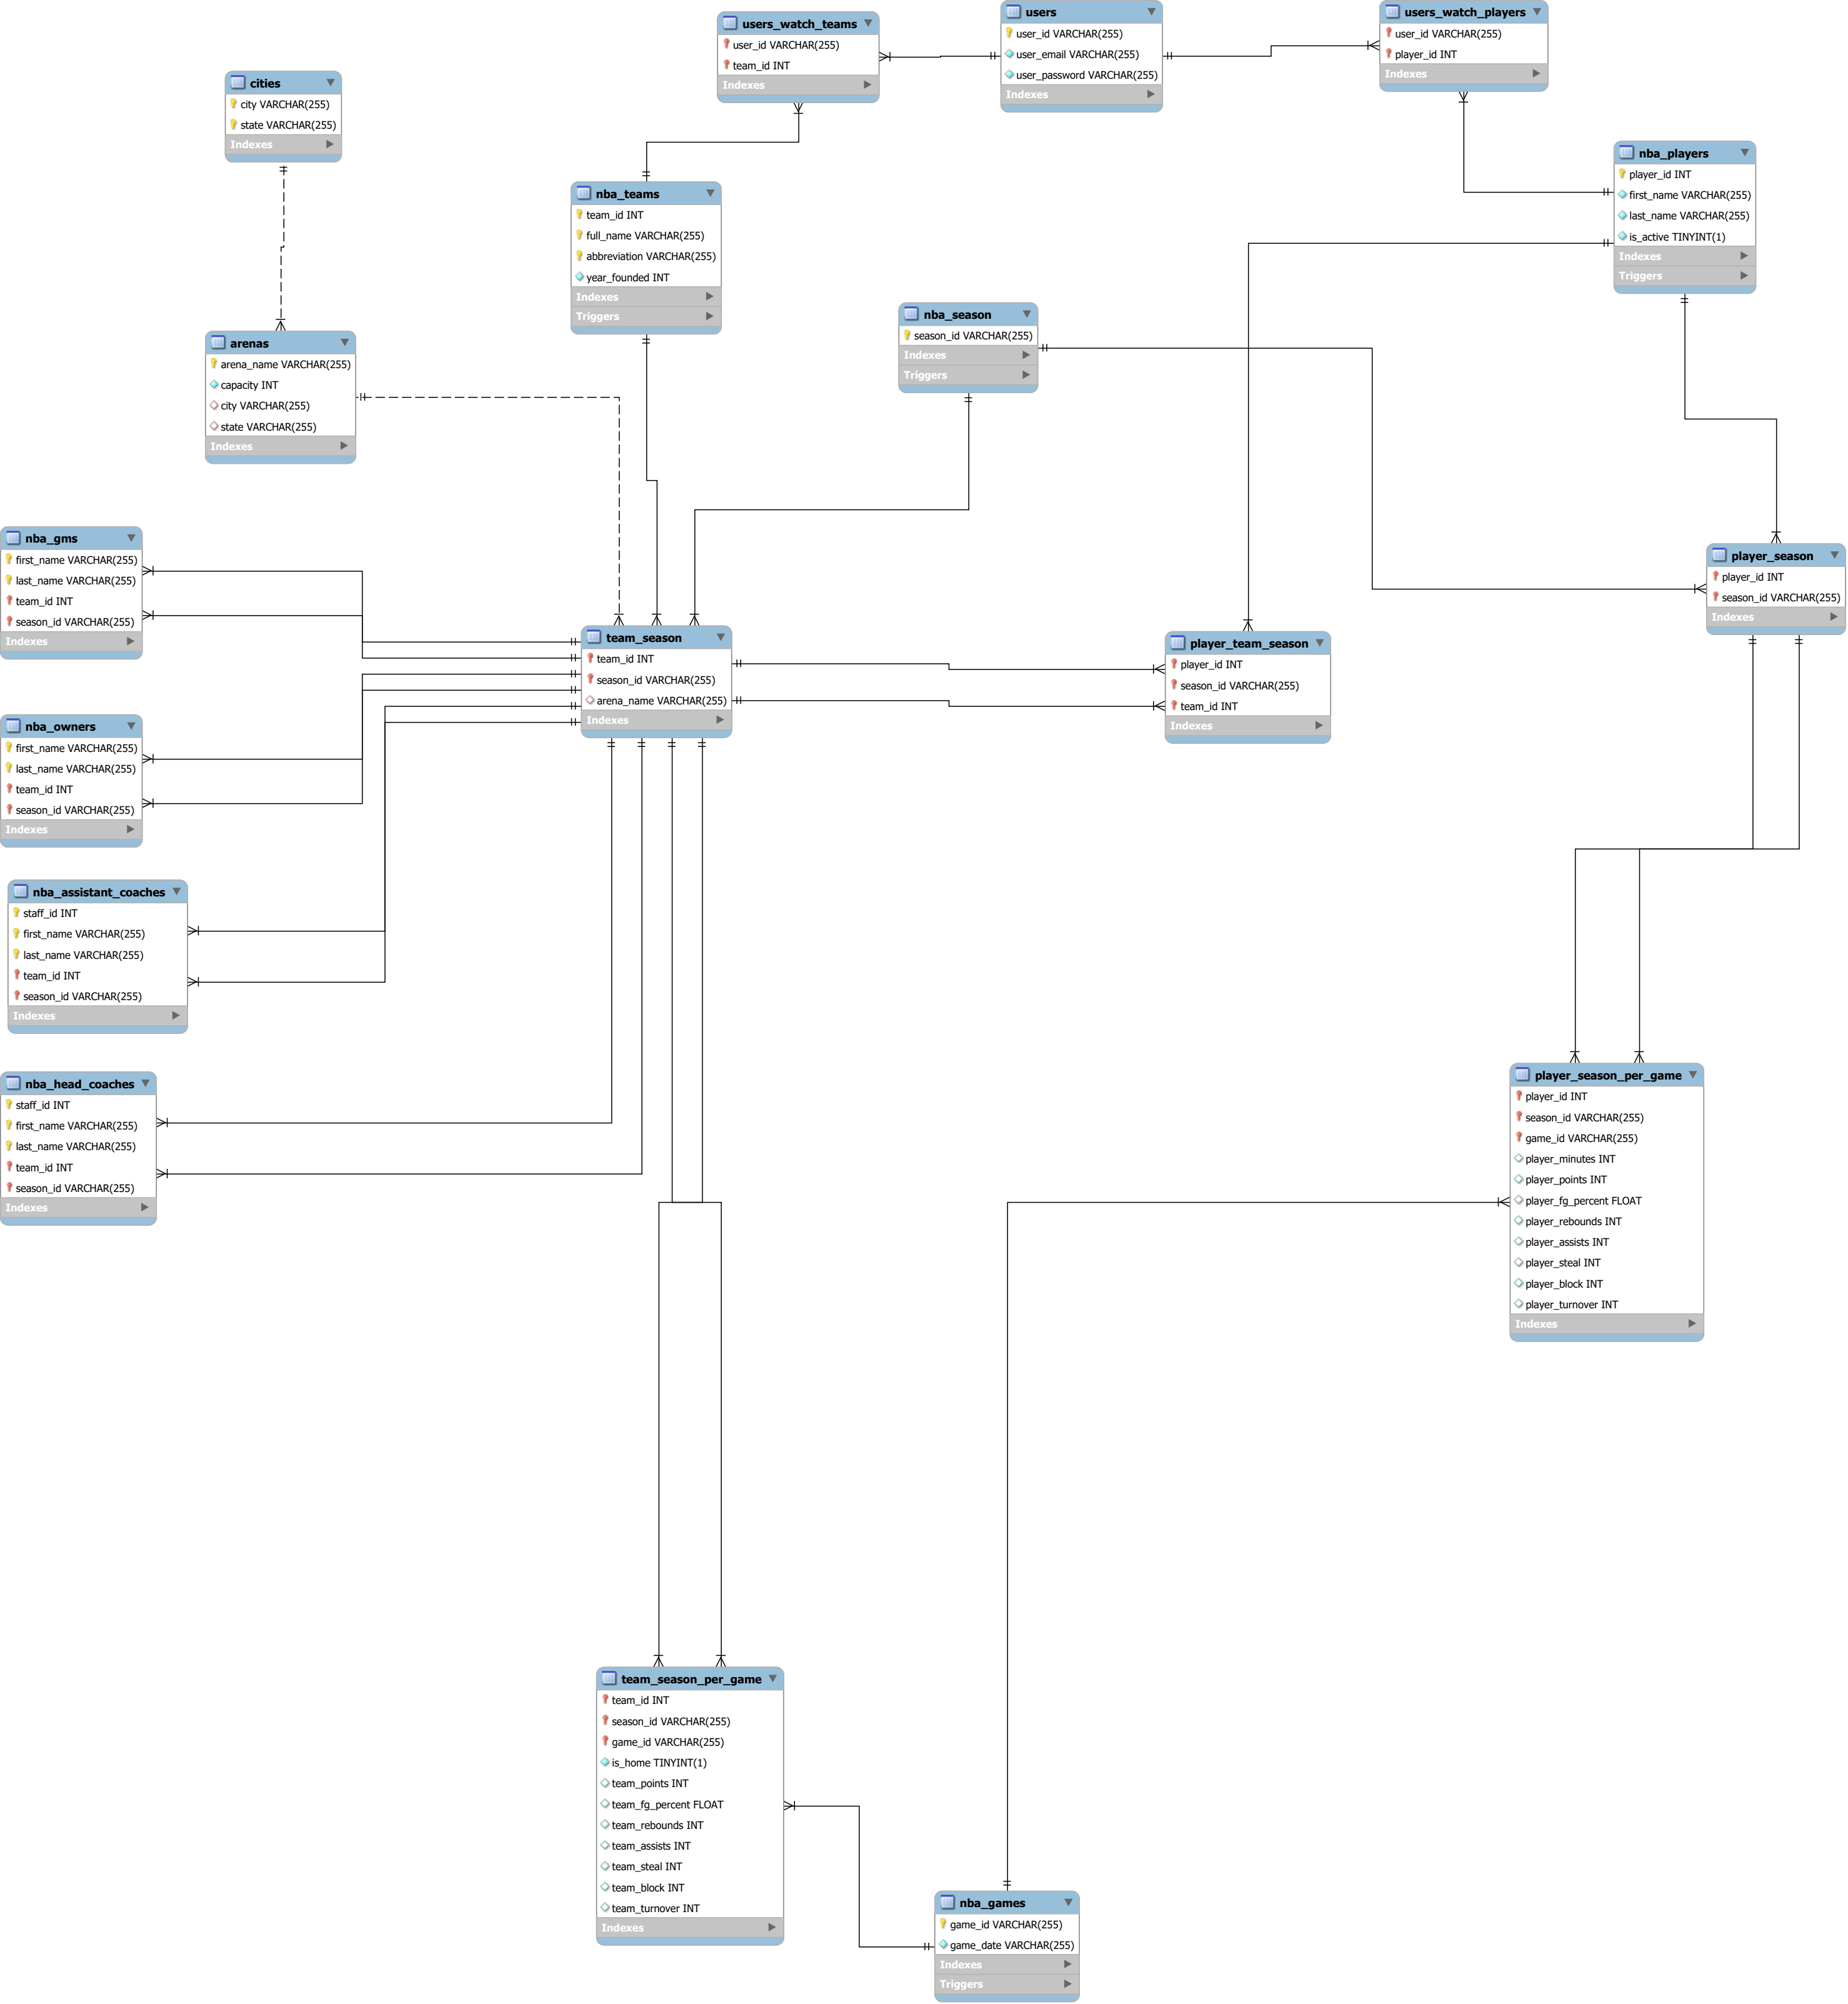 users_watch_teams
user_id VARCHAR(255)
team_id INT
Indexes
users
user_id VARCHAR(255)
user_email VARCHAR(255)
user_password VARCHAR(255)
Indexes
users_watch_players
user_id VARCHAR(255)
player_id INT
Indexes
cities
city VARCHAR(255)
state VARCHAR(255)
Indexes
nba_teams
team_id INT
full_name VARCHAR(255)
abbreviation VARCHAR(255)
year_founded INT
Indexes
Triggers
nba_players
player_id INT
first_name VARCHAR(255)
last_name VARCHAR(255)
is_active TINYINT(1)
Indexes
Triggers
nba_season
season_id VARCHAR(255)
Indexes
Triggers
arenas
arena_name VARCHAR(255)
capacity INT
city VARCHAR(255)
state VARCHAR(255)
Indexes
nba_gms
first_name VARCHAR(255)
last_name VARCHAR(255)
team_id INT
season_id VARCHAR(255)
Indexes
team_season
team_id INT
season_id VARCHAR(255)
arena_name VARCHAR(255)
Indexes
player_team_season
player_id INT
season_id VARCHAR(255)
team_id INT
Indexes
player_season
player_id INT
season_id VARCHAR(255)
Indexes
nba_owners
first_name VARCHAR(255)
last_name VARCHAR(255)
team_id INT
season_id VARCHAR(255)
Indexes
nba_assistant_coaches
staff_id INT
first_name VARCHAR(255)
last_name VARCHAR(255)
team_id INT
season_id VARCHAR(255)
Indexes
nba_head_coaches
staff_id INT
first_name VARCHAR(255)
last_name VARCHAR(255)
team_id INT
season_id VARCHAR(255)
Indexes
player_season_per_game
player_id INT
season_id VARCHAR(255)
game_id VARCHAR(255)
player_minutes INT
player_points INT
player_fg_percent FLOAT
player_rebounds INT
player_assists INT
player_steal INT
player_block INT
player_turnover INT
Indexes
team_season_per_game
team_id INT
season_id VARCHAR(255)
game_id VARCHAR(255)
is_home TINYINT(1)
team_points INT
team_fg_percent FLOAT
team_rebounds INT
team_assists INT
team_steal INT
team_block INT
team_turnover INT
Indexes
nba_games
game_id VARCHAR(255)
game_date VARCHAR(255)
Indexes
Triggers